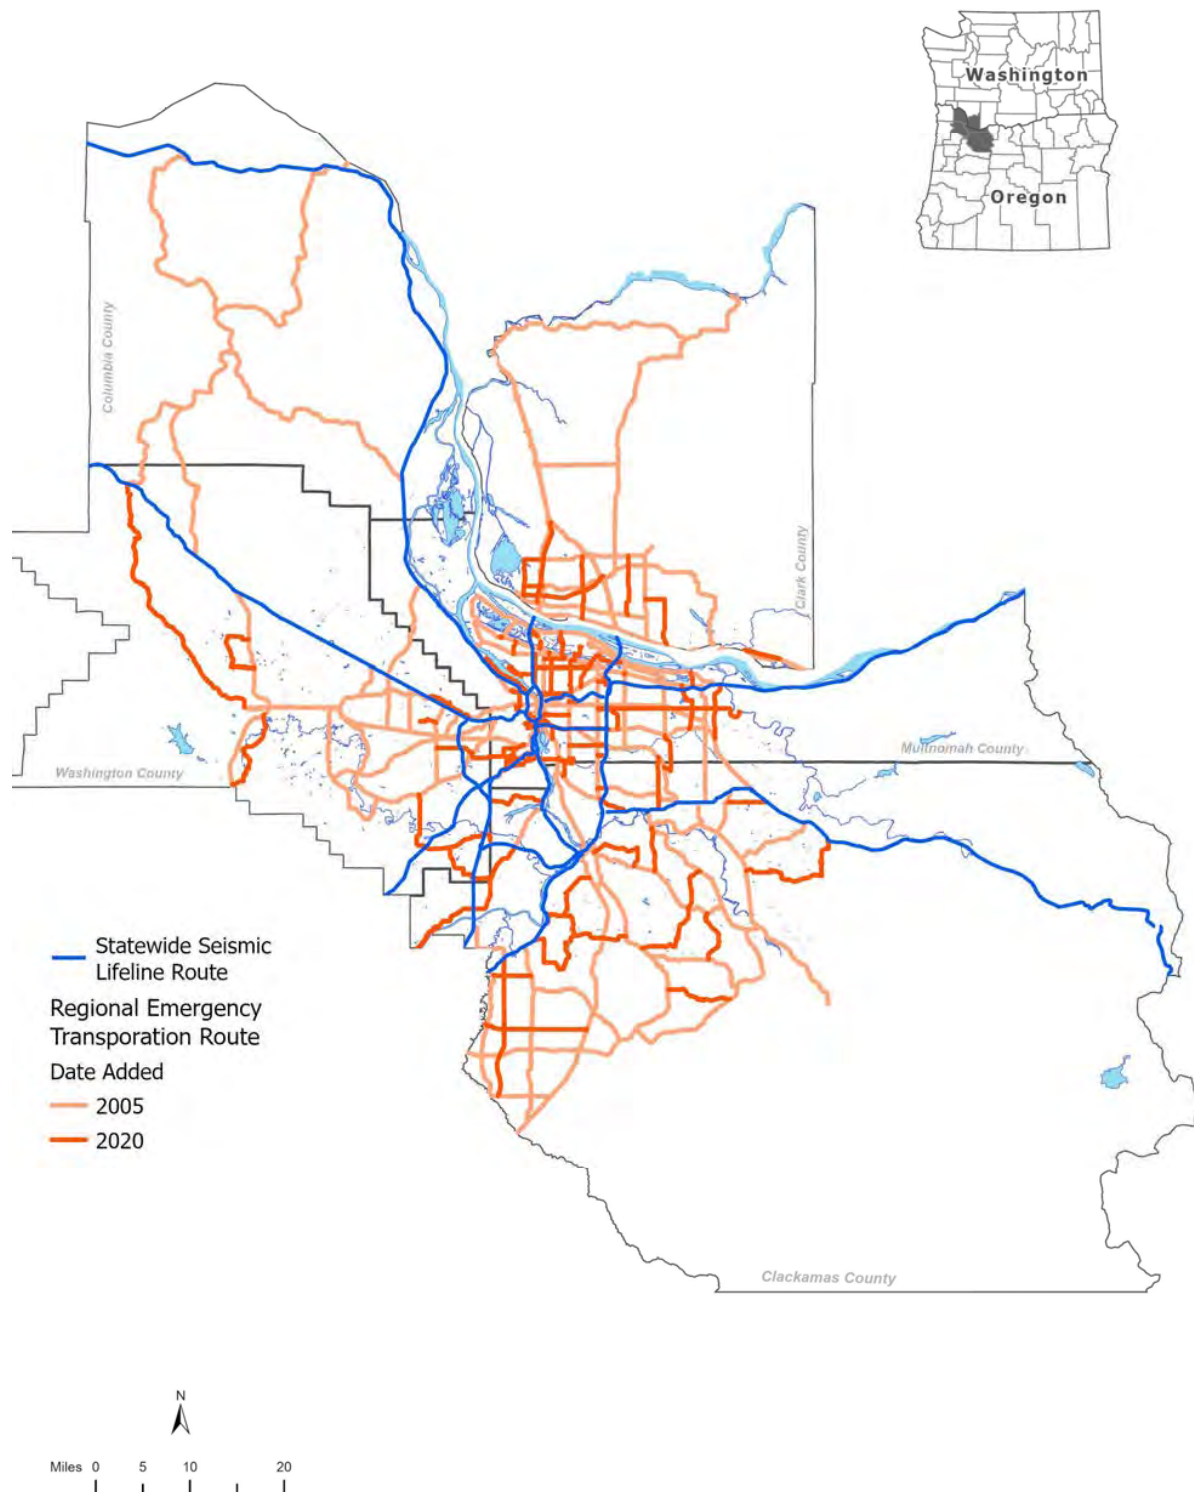 Washington
Oregon
Columbia County
Clark County
Multnomah County
Washington County
Statewide Seismic
Lifeline Route
Regional Emergency
Transporation Route
Date Added
2005
2020
Clackamas County
N
Miles 0 5 10 20